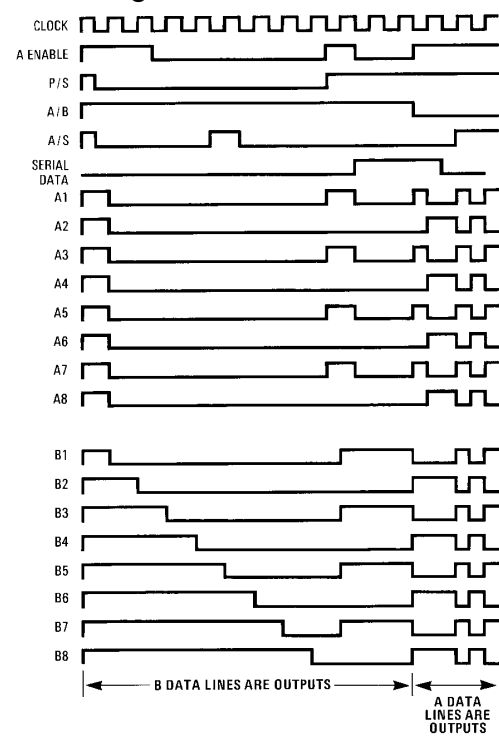 CLOCK
A ENABLE
P/S
A/B
A/S
SERIAL
DATA
A1
A2
A3
A4
A5
A6
A7
A8
B1
B2
B3
B4
B5
B6
B7
B8
B DATA LINES ARE OUTPUTS
A DATA
LINES ARE
OUTPUTS